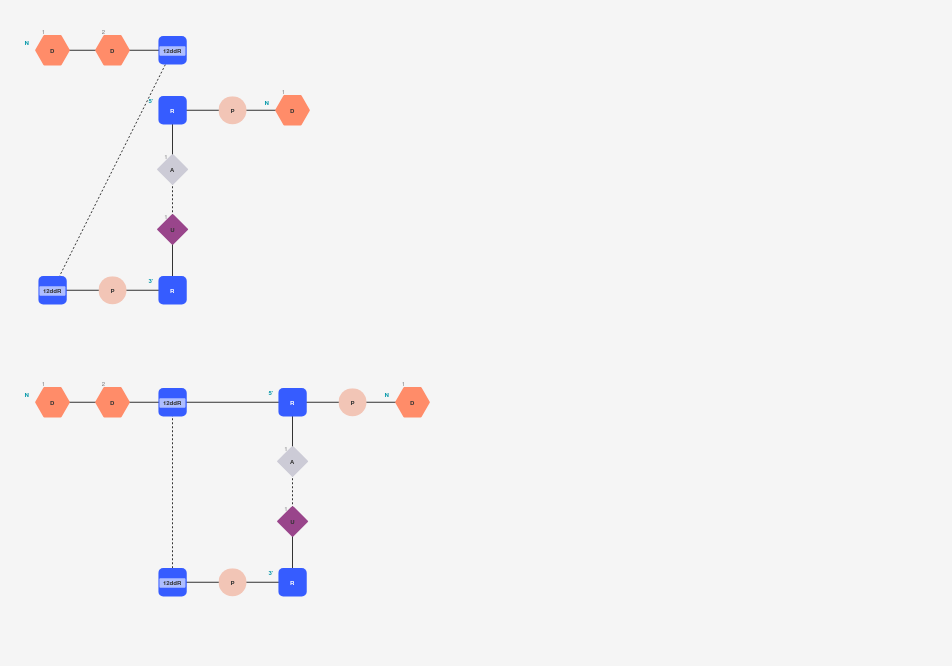 N 1 D 2 D t2ddR
5' R P N 1 D
1 A
1 U
t2ddR P 3' R
N 1 D 2 D t2ddR 5' R P N 1 D
1 A
1 U
t2ddR P 3' R